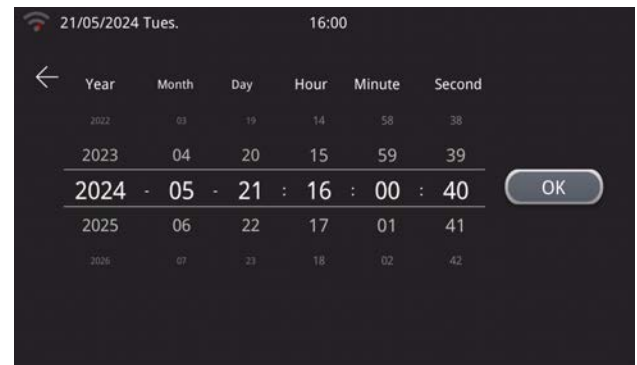 21/05/2024 Tues. 16:00
Year Month Day Hour Minute Second
2022 03 19 14 58 38
2023 04 20 15 59 39
2024 - 05 - 21 : 16 : 00 : 40 OK
2025 06 22 17 01 41
2026 07 23 18 02 42